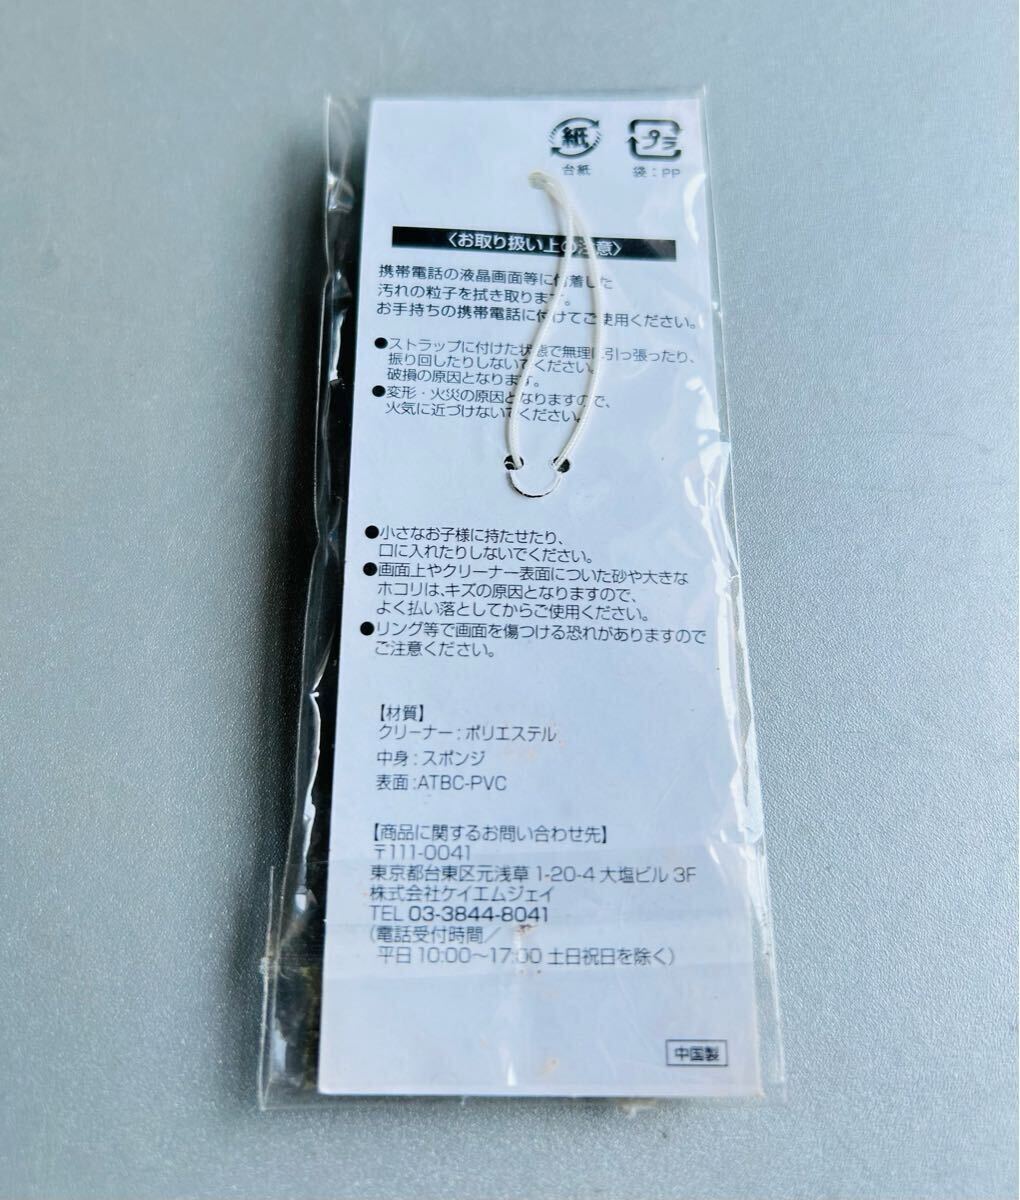 紙
プラ
台紙
袋：PP
〈お取り扱い上の注意〉
携帯電話の液晶画面等に付着した
汚れの粒子を拭き取ります。
お手持ちの携帯電話に付けてご使用ください。
●ストラップに付けた状態で無理に引っ張ったり、
振り回したりしないでください。
破損の原因となります。
●変形・火災の原因となりますので、
火気に近づけないでください。
●小さなお子様に持たせたり、
口に入れたりしないでください。
●画面上やクリーナー表面についた砂や大きな
ホコリは、キズの原因となりますので、
よく払い落としてからご使用ください。
●リング等で画面を傷つける恐れがありますので
ご注意ください。
【材質】
クリーナー：ポリエステル
中身：スポンジ
表面：ATBC-PVC
【商品に関するお問い合わせ先】
〒111-0041
東京都台東区元浅草 1-20-4 大塩ビル 3F
株式会社ケイエムジェイ
TEL 03-3844-8041
（電話受付時間／
平日 10:00～17:00 土日祝日を除く）
中国製